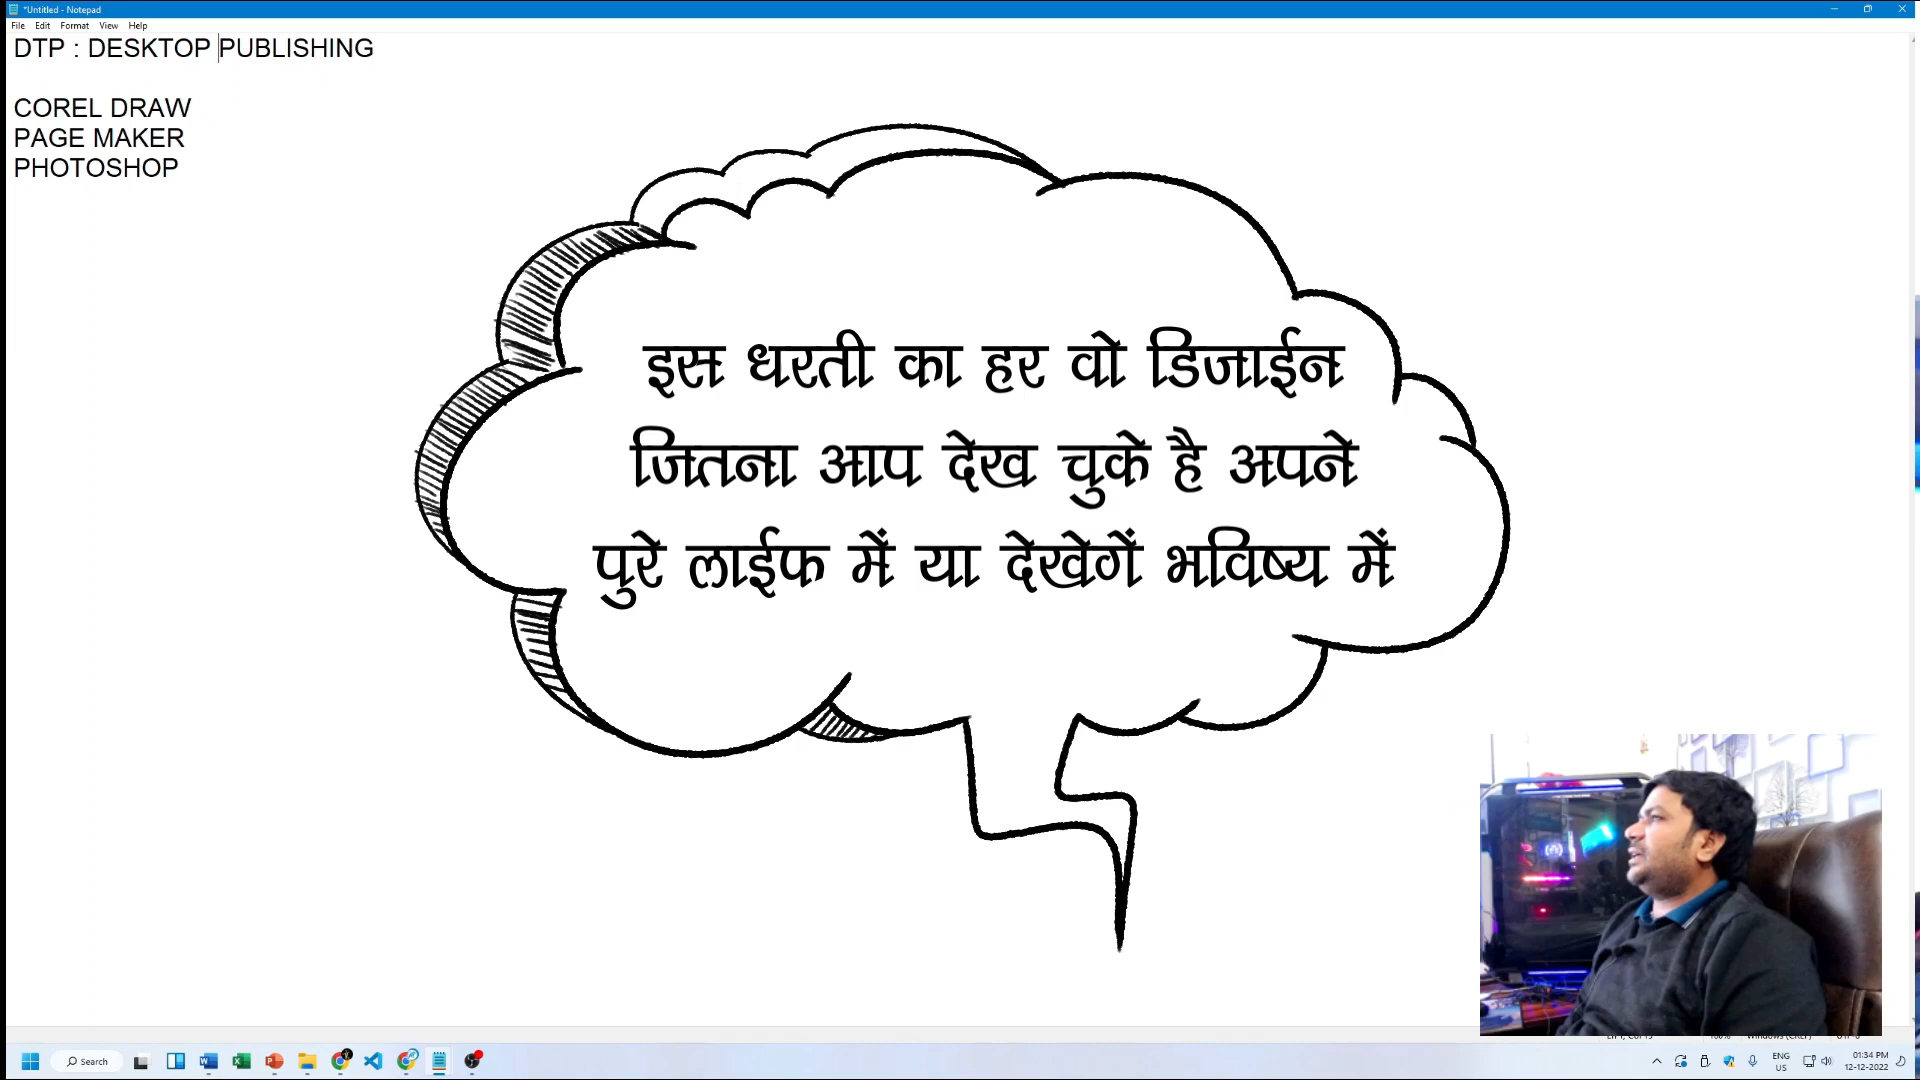 *Untitled - Notepad
File Edit Format View Help
DTP : DESKTOP PUBLISHING
COREL DRAW
PAGE MAKER
PHOTOSHOP
इस धरती का हर वो डिजाईन
जितना आप देख चुके है अपने
पुरे लाईफ में या देखेगें भविष्य में
Search
ENG
US
01:34 PM
12-12-2022